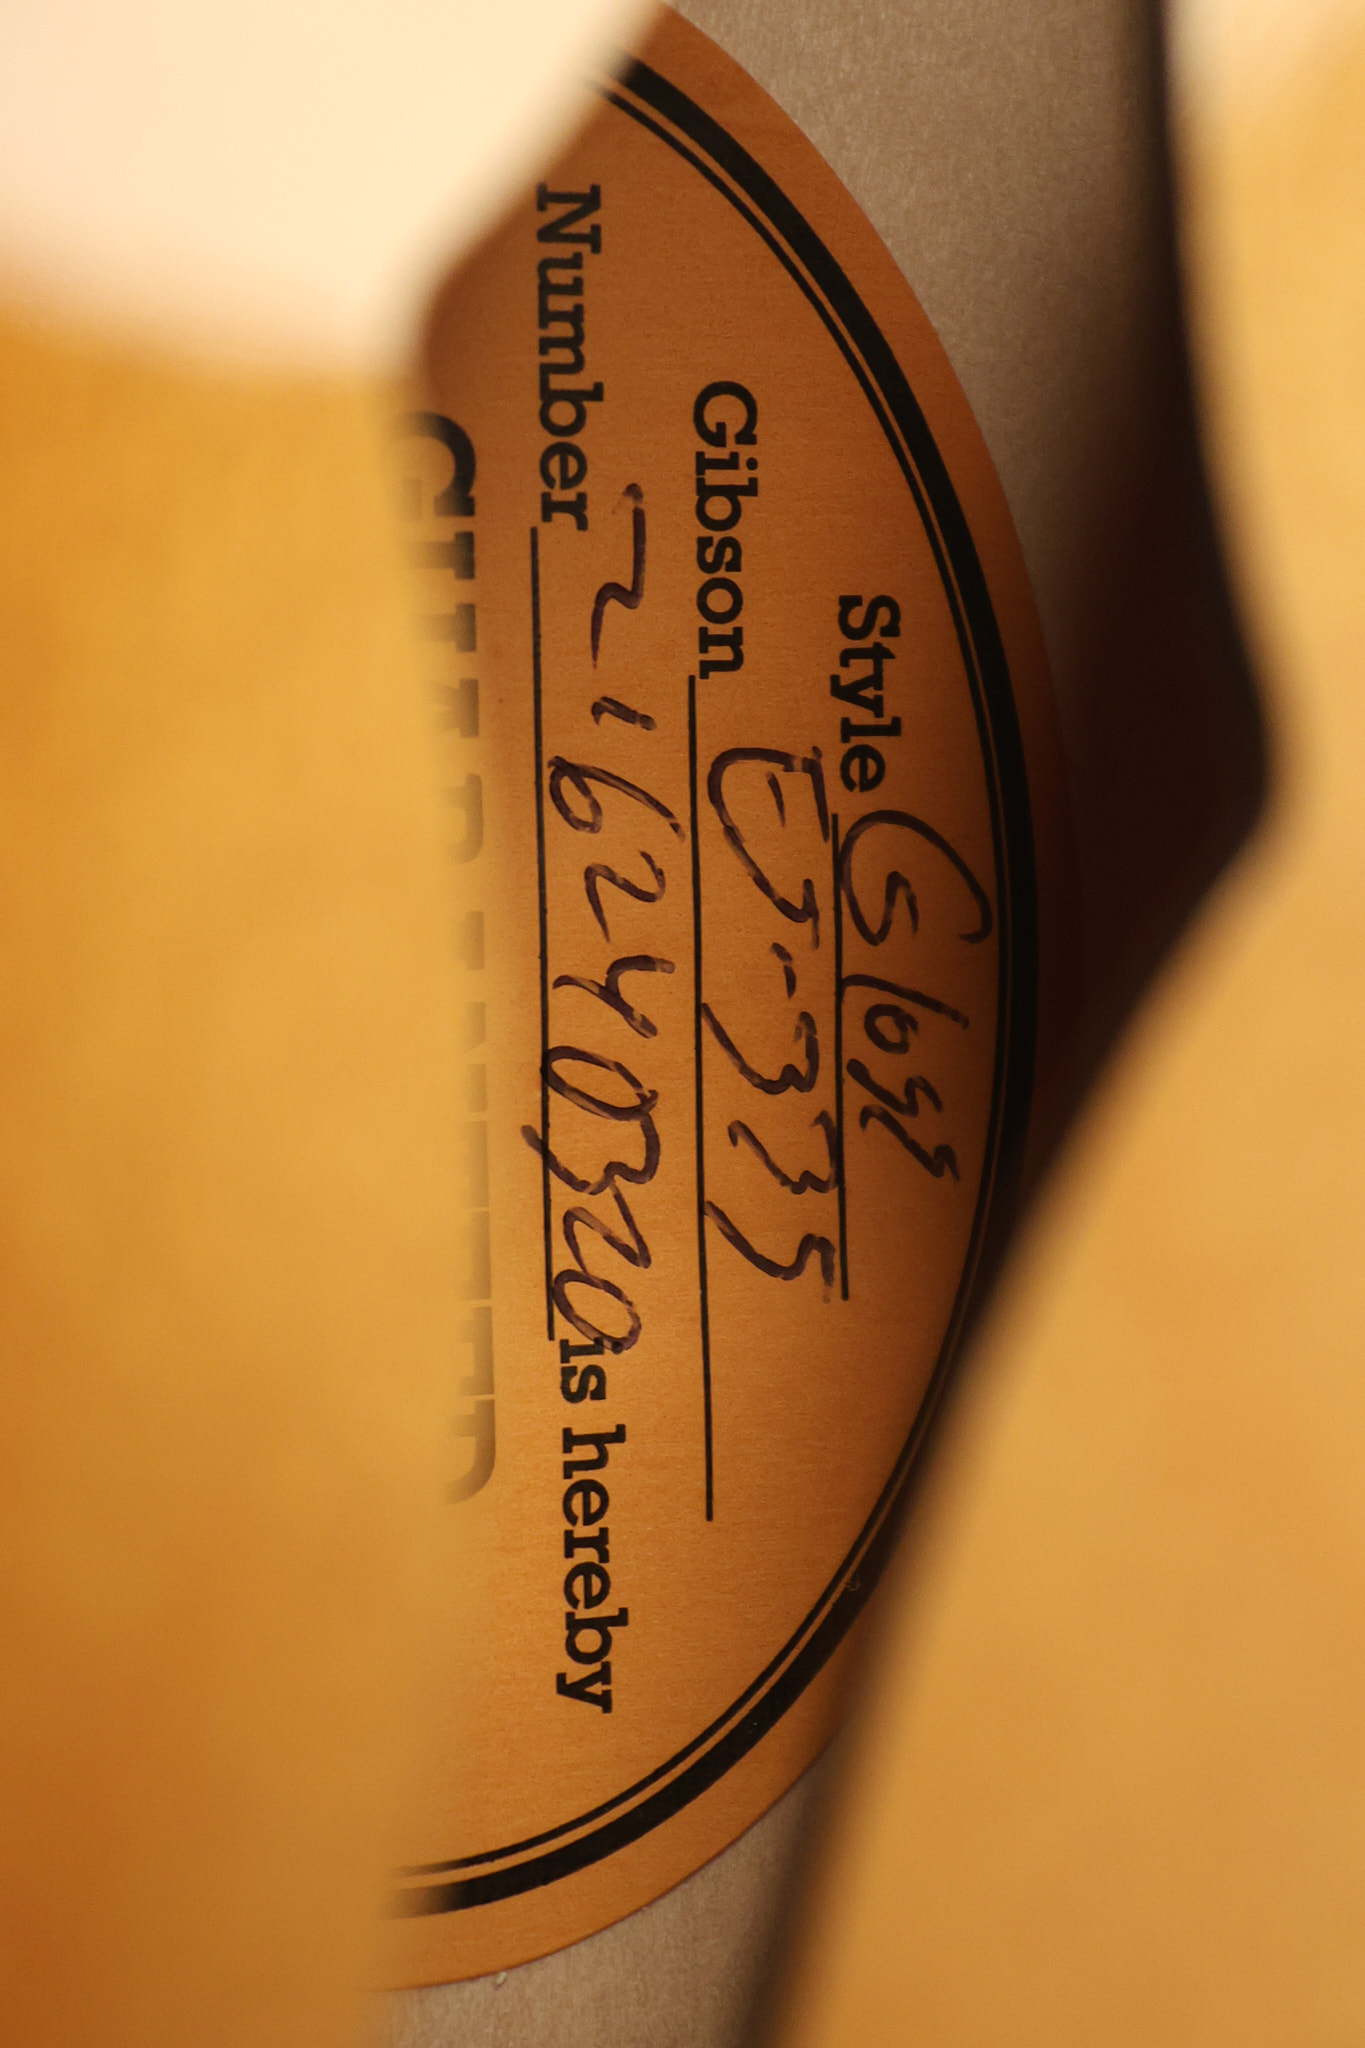 Style Gloss
Gibson ES-335
Number 216240320 is hereby